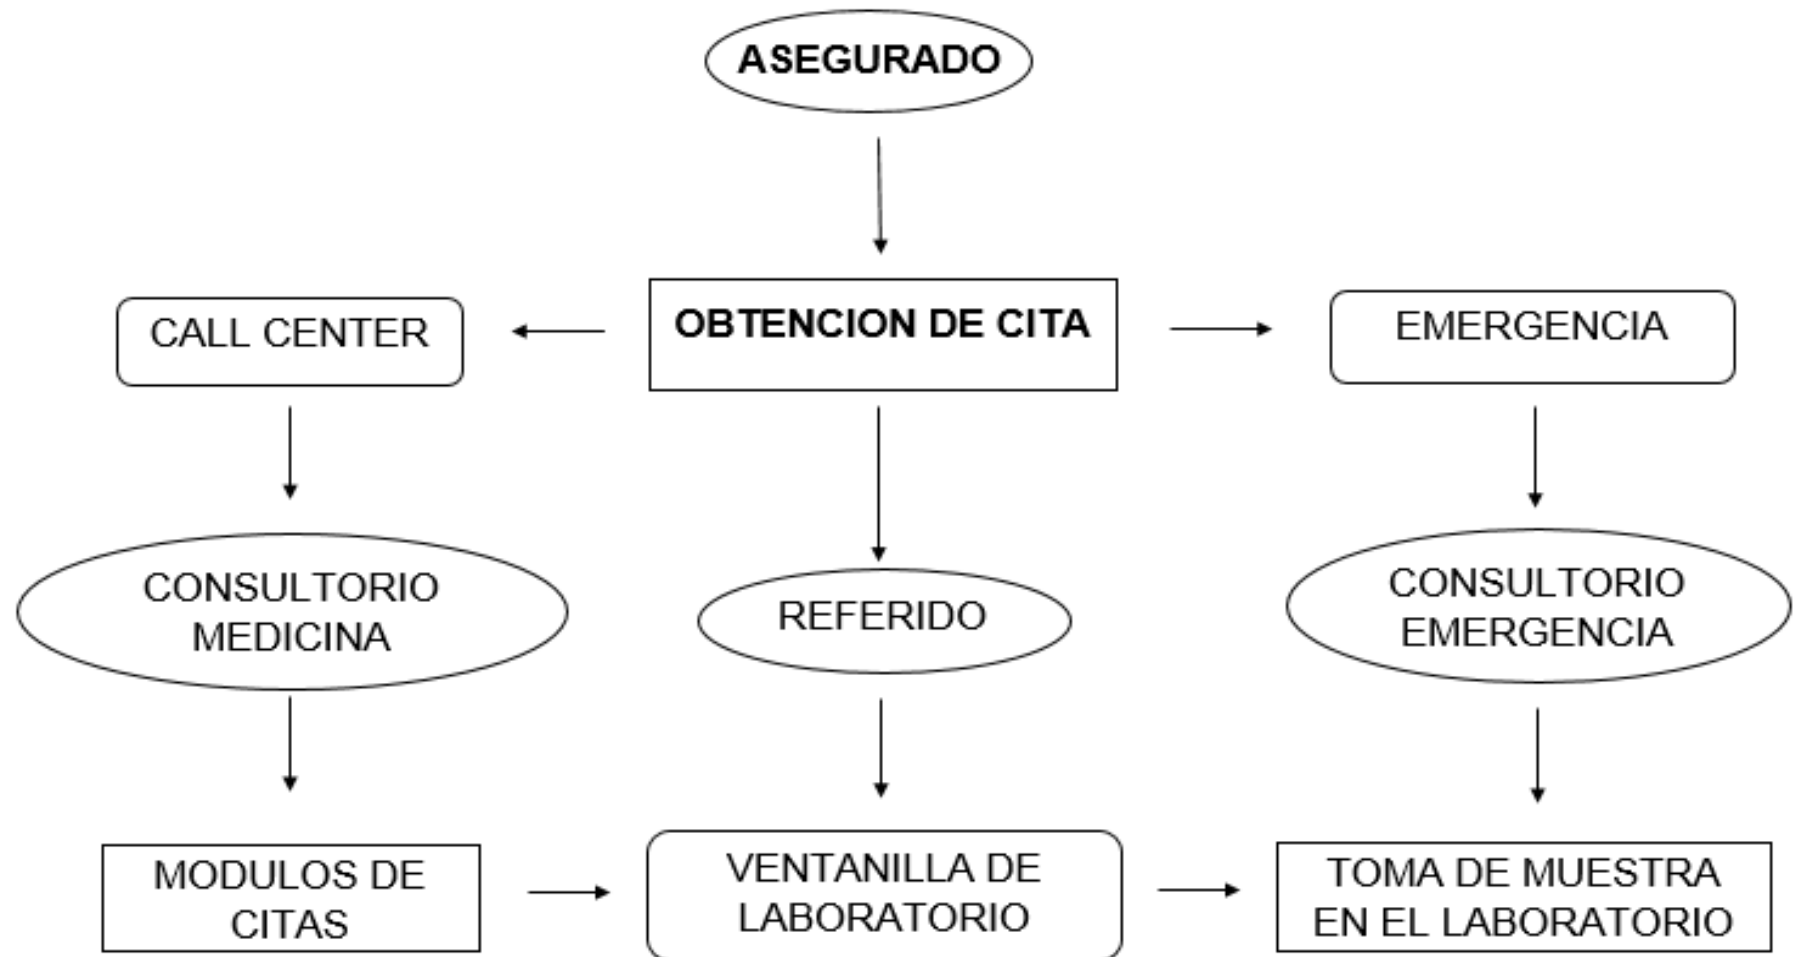 ASEGURADO
CALL CENTER
OBTENCION DE CITA
EMERGENCIA
CONSULTORIO
MEDICINA
REFERIDO
CONSULTORIO
EMERGENCIA
MODULOS DE
CITAS
VENTANILLA DE
LABORATORIO
TOMA DE MUESTRA
EN EL LABORATORIO